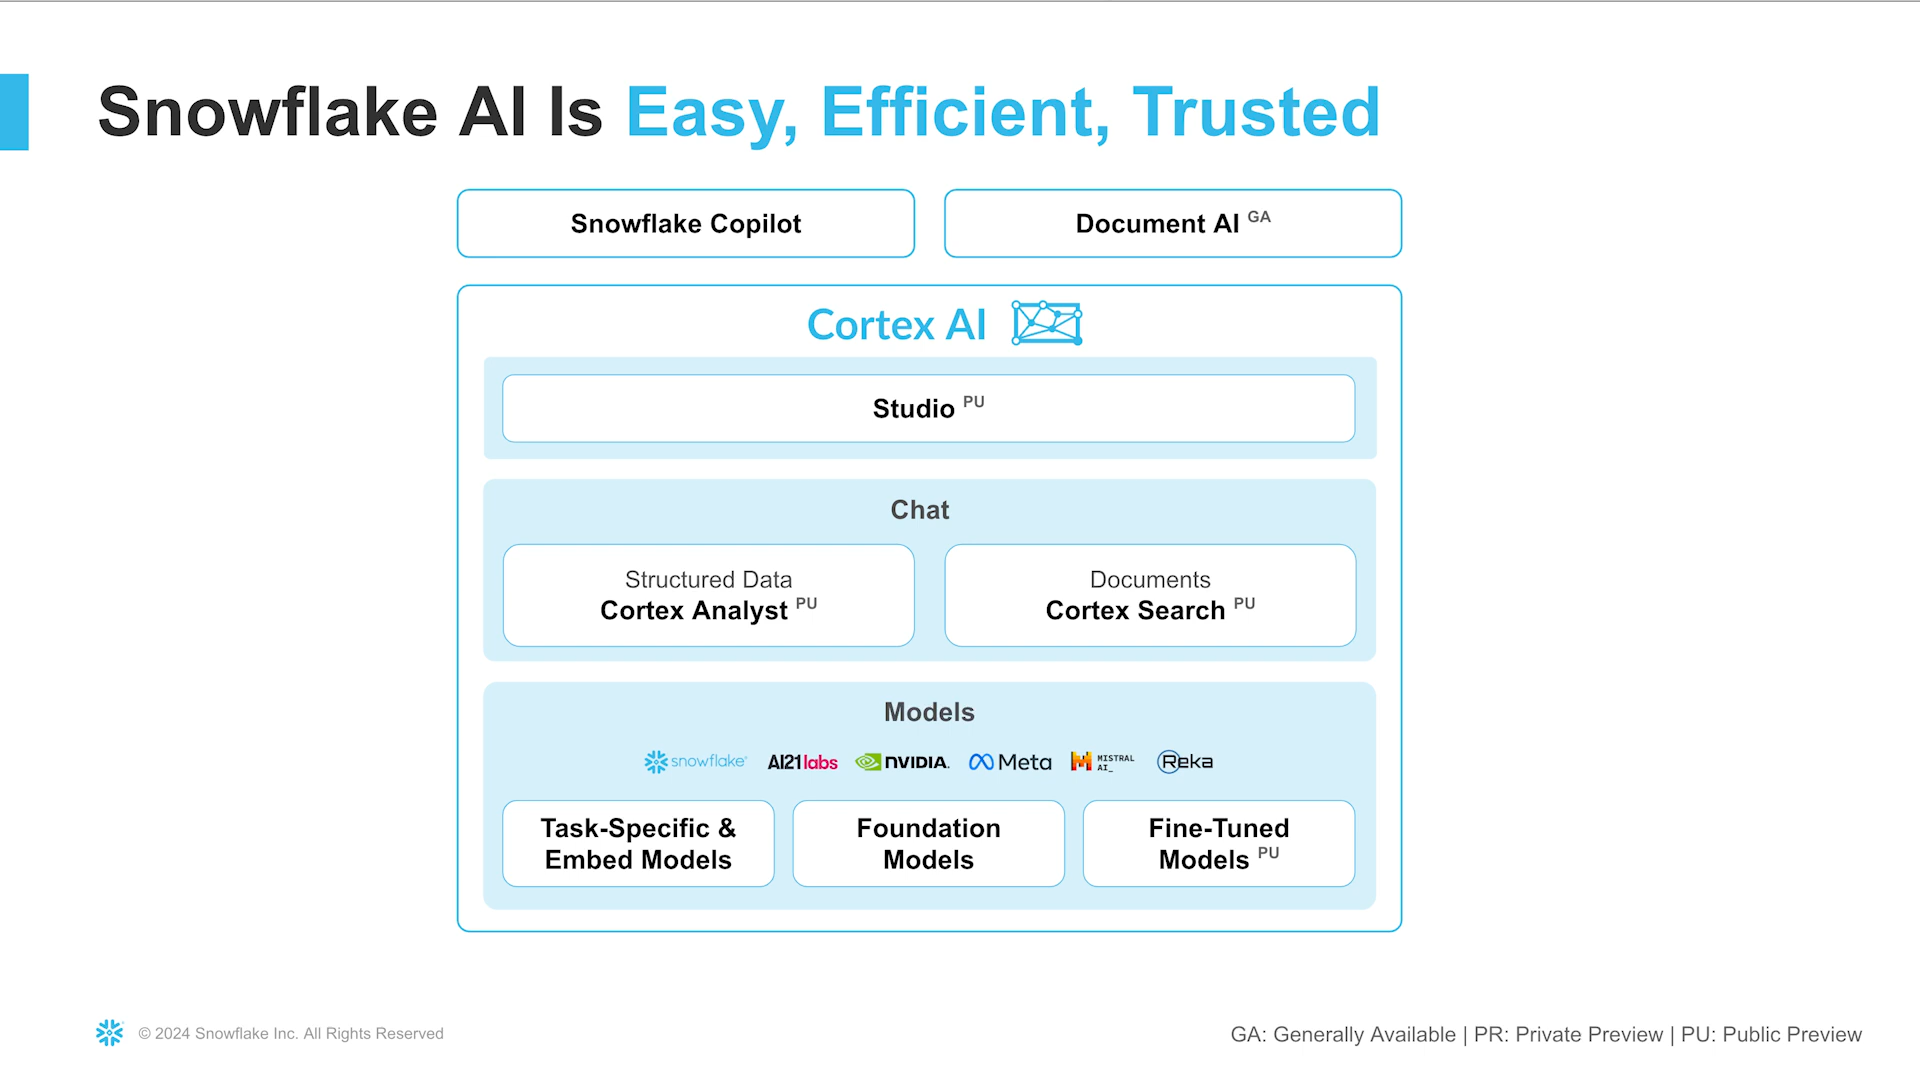 Snowflake AI Is Easy, Efficient, Trusted
Snowflake Copilot
Document AI GA
Cortex AI
Studio PU
Chat
Structured Data
Cortex Analyst PU
Documents
Cortex Search PU
Models
snowflake®
AI21labs
NVIDIA.
Meta
MISTRAL
AI_
Reka
Task-Specific &
Embed Models
Foundation
Models
Fine-Tuned
Models PU
© 2024 Snowflake Inc. All Rights Reserved
GA: Generally Available | PR: Private Preview | PU: Public Preview